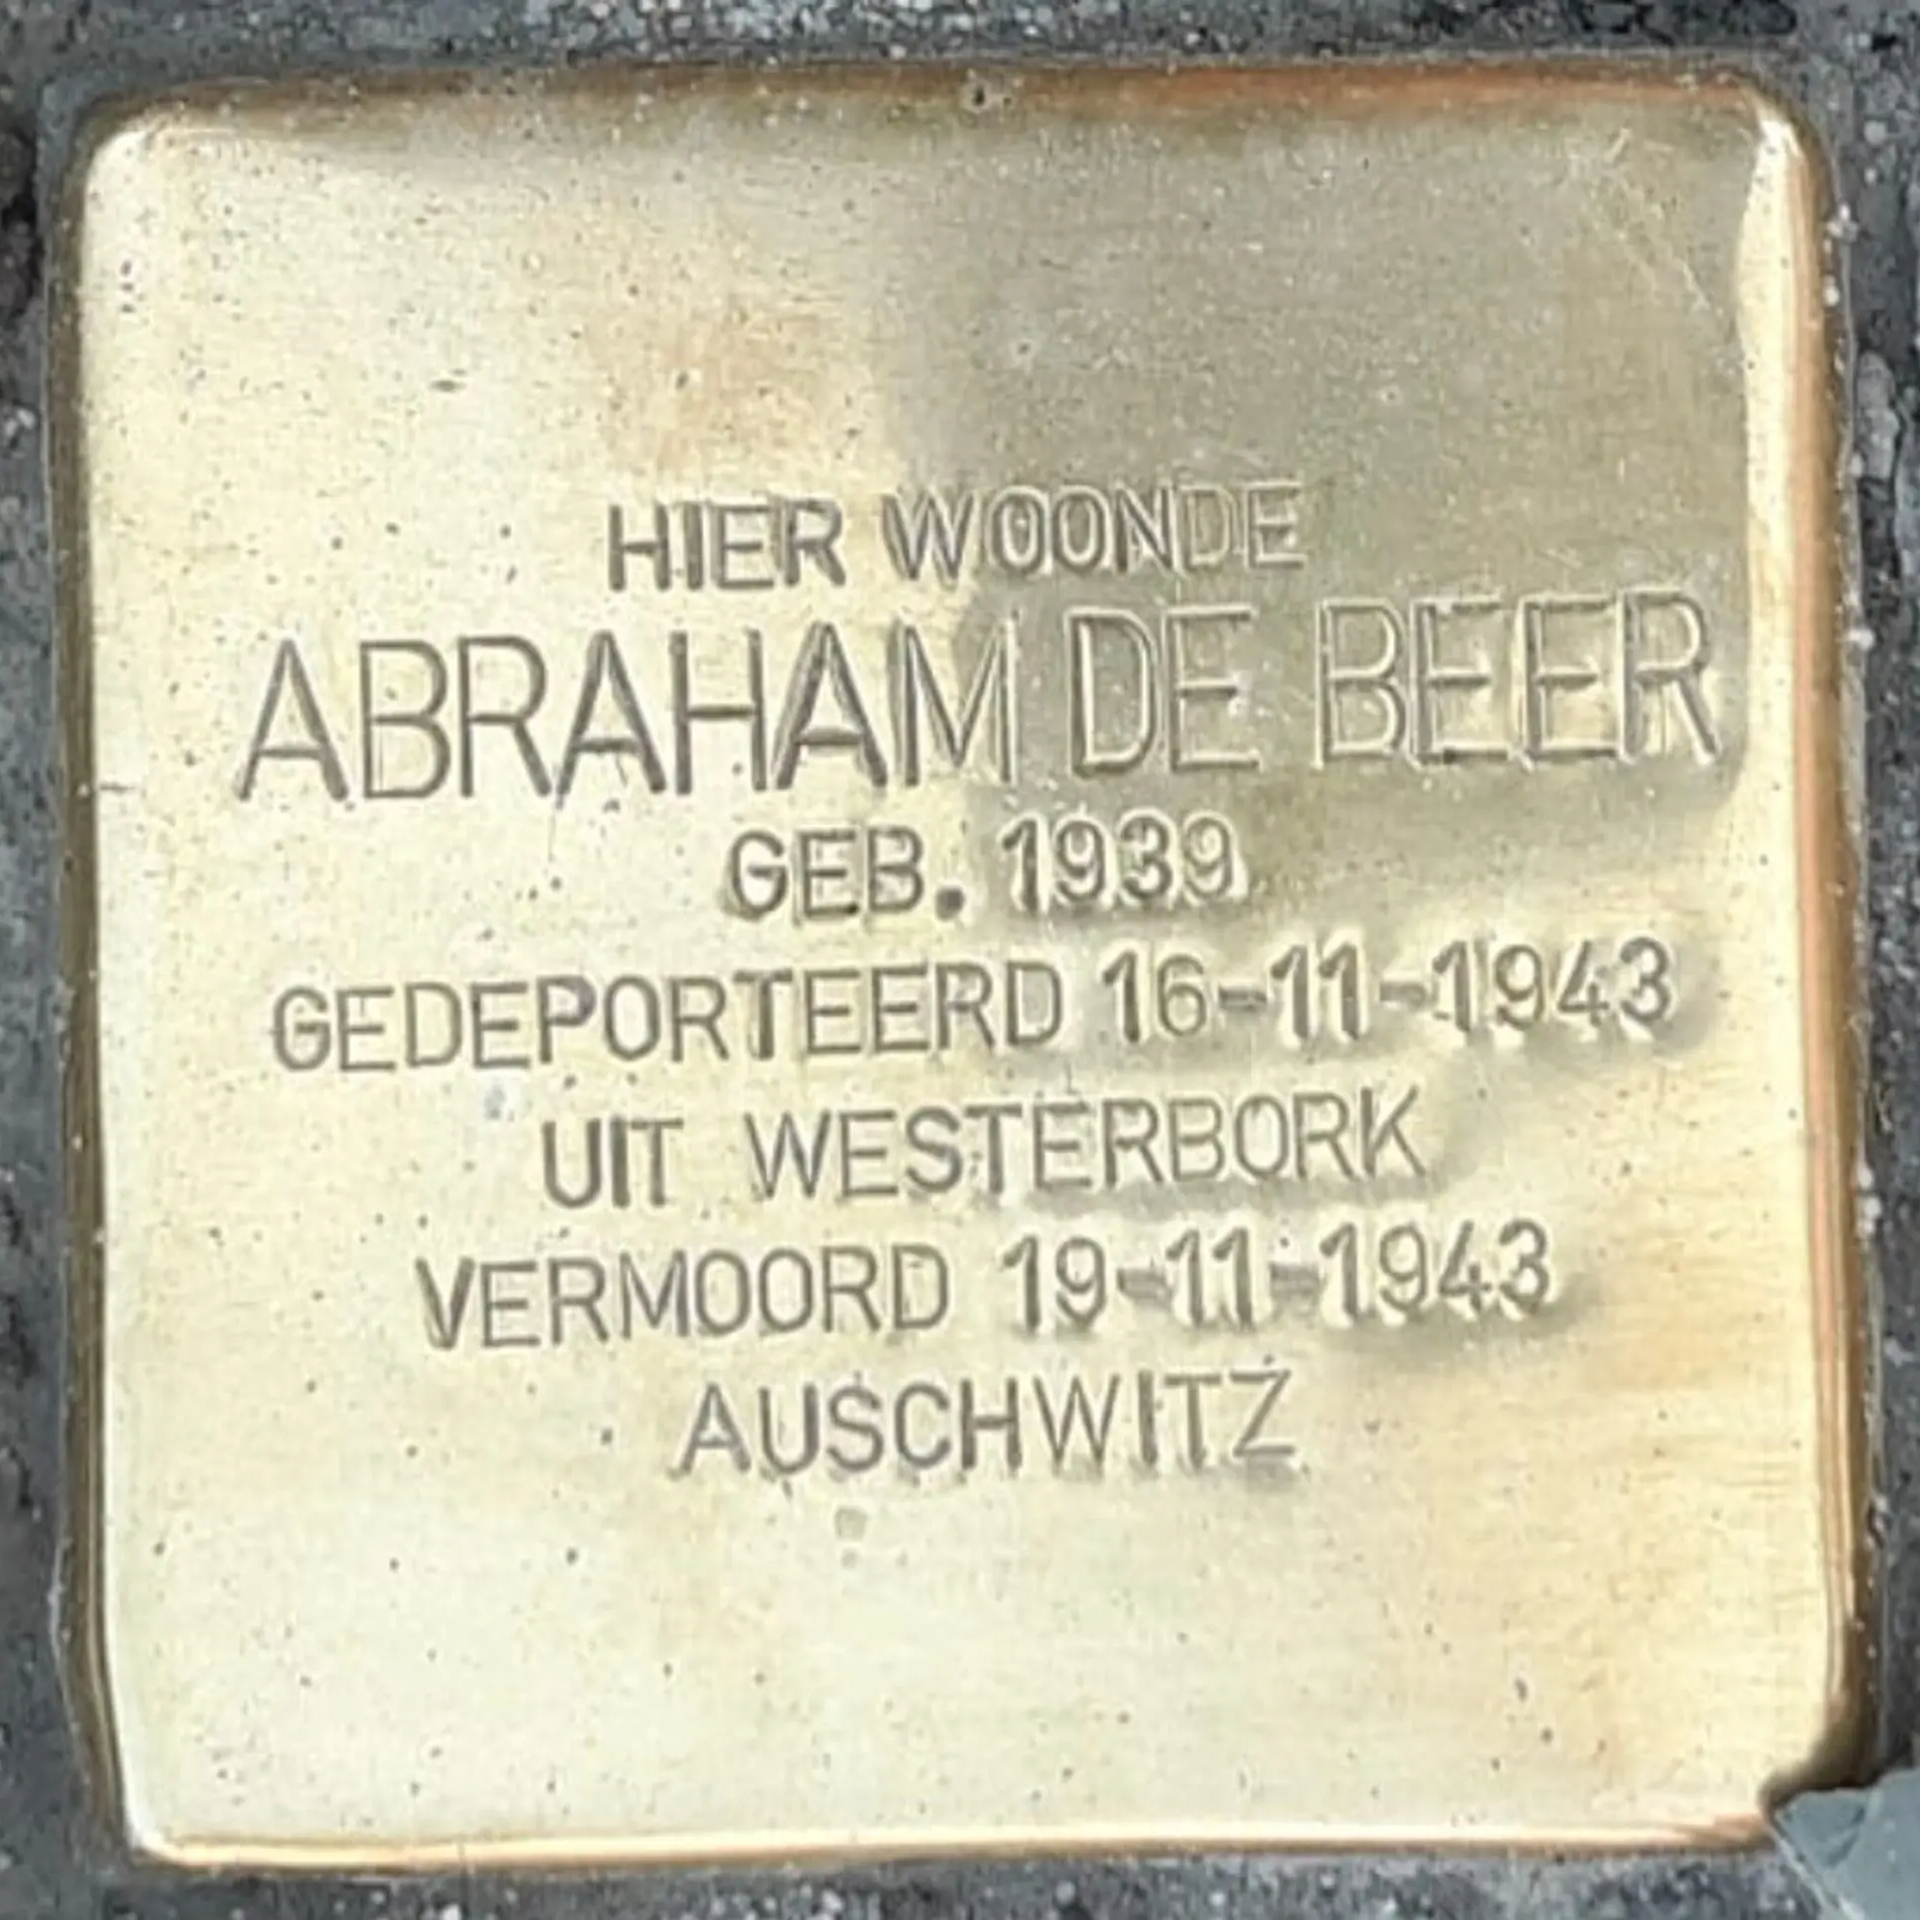 HIER WOONDE
ABRAHAM DE BEER
GEB. 1939
GEDEPORTEERD 16-11-1943
UIT WESTERBORK
VERMOORD 19-11-1943
AUSCHWITZ